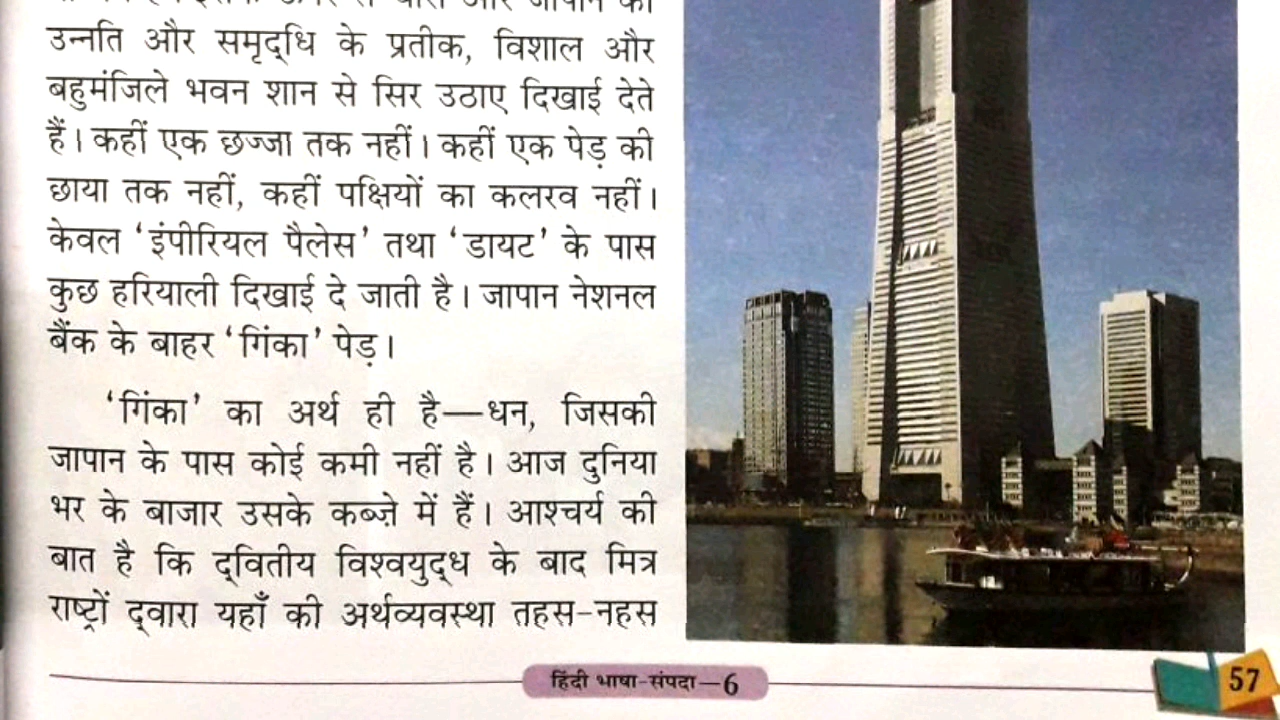 उन्नति और समृद्धि के प्रतीक, विशाल और
बहुमंजिले भवन शान से सिर उठाए दिखाई देते
हैं। कहीं एक छज्जा तक नहीं। कहीं एक पेड़ की
छाया तक नहीं, कहीं पक्षियों का कलरव नहीं।
केवल ‘इंपीरियल पैलेस’ तथा ‘डायट’ के पास
कुछ हरियाली दिखाई दे जाती है। जापान नेशनल
बैंक के बाहर ‘गिंका’ पेड़।
‘गिंका’ का अर्थ ही है—धन, जिसकी
जापान के पास कोई कमी नहीं है। आज दुनिया
भर के बाजार उसके कब्ज़े में हैं। आश्चर्य की
बात है कि द्वितीय विश्वयुद्ध के बाद मित्र
राष्ट्रों द्वारा यहाँ की अर्थव्यवस्था तहस-नहस
हिंदी भाषा-संपदा—6
57